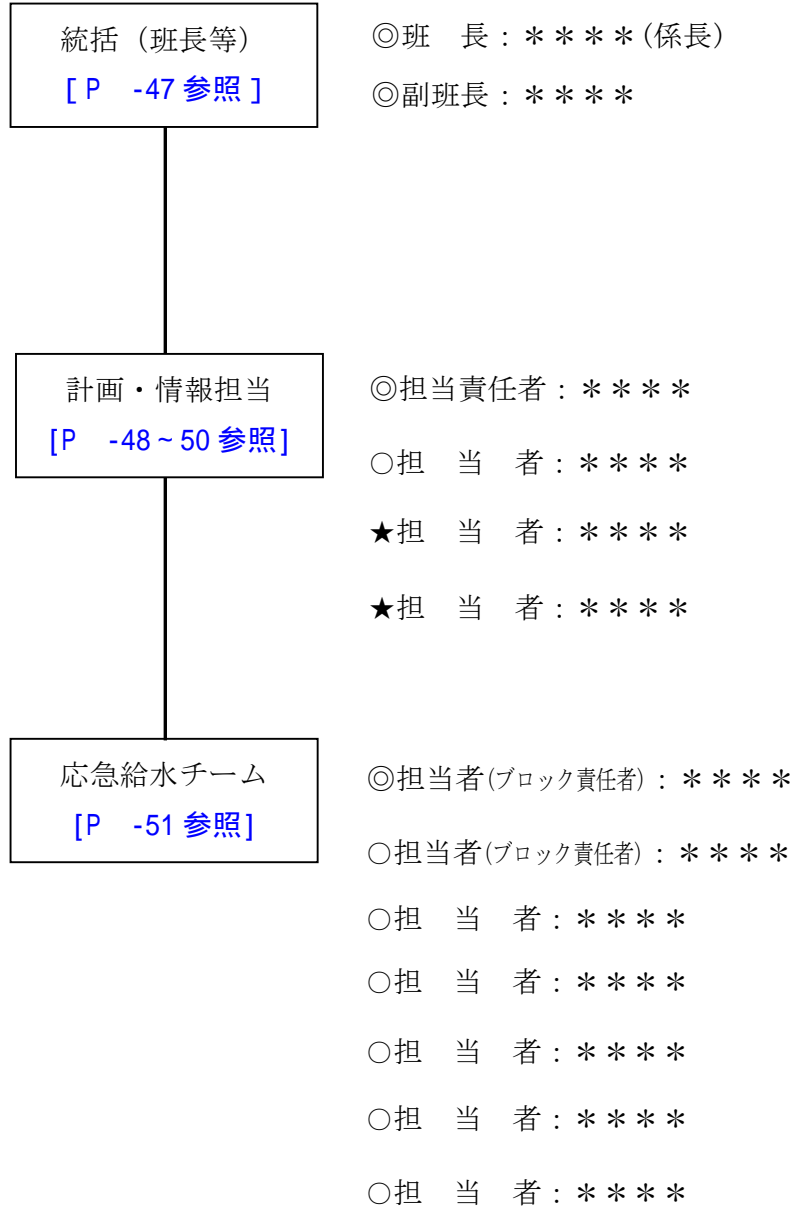 統括（班長等）
[P　-47 参照]
◎班　長：＊＊＊＊(係長)
◎副班長：＊＊＊＊
計画・情報担当
[P　-48～50 参照]
◎担当責任者：＊＊＊＊
○担　当　者：＊＊＊＊
★担　当　者：＊＊＊＊
★担　当　者：＊＊＊＊
応急給水チーム
[P　-51 参照]
◎担当者(ブロック責任者)：＊＊＊＊
○担当者(ブロック責任者)：＊＊＊＊
○担　当　者：＊＊＊＊
○担　当　者：＊＊＊＊
○担　当　者：＊＊＊＊
○担　当　者：＊＊＊＊
○担　当　者：＊＊＊＊